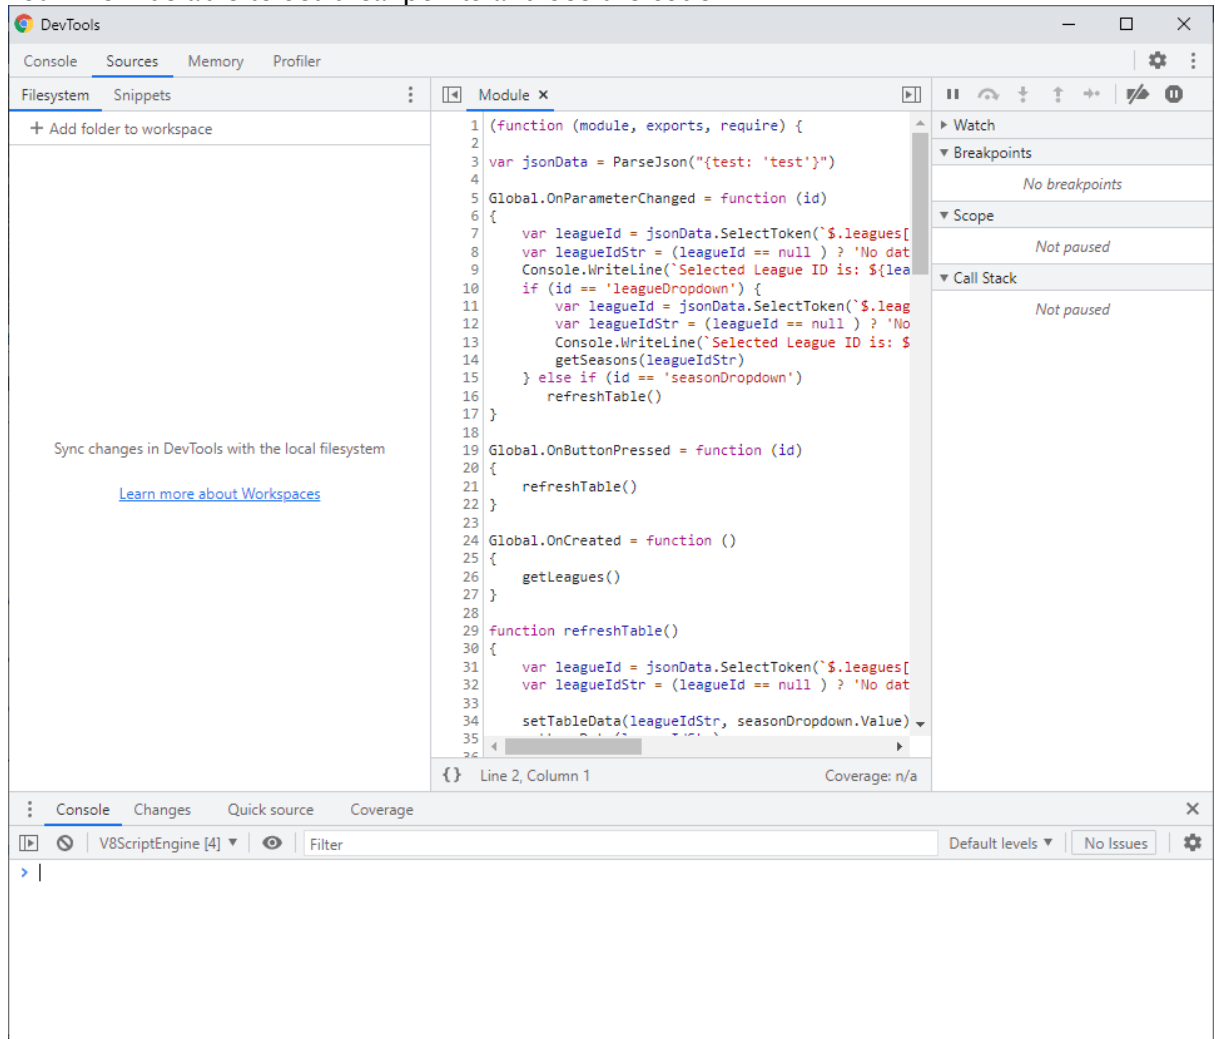 DevTools
Console Sources Memory Profiler
Filesystem Snippets
Module
+ Add folder to workspace
Sync changes in DevTools with the local filesystem
Learn more about Workspaces
1 (function (module, exports, require) {
2
3 var jsonData = ParseJson("{test: 'test'}")
4
5 Global.OnParameterChanged = function (id)
6 {
7 var leagueId = jsonData.SelectToken(`$.leagues[
8 var leagueIdStr = (leagueId == null ) ? 'No dat
9 Console.WriteLine(`Selected League ID is: ${lea
10 if (id == 'leagueDropdown') {
11 var leagueId = jsonData.SelectToken(`$.leag
12 var leagueIdStr = (leagueId == null ) ? 'No
13 Console.WriteLine(`Selected League ID is: $
14 getSeasons(leagueIdStr)
15 } else if (id == 'seasonDropdown')
16 refreshTable()
17 }
18
19 Global.OnButtonPressed = function (id)
20 {
21 refreshTable()
22 }
23
24 Global.OnCreated = function ()
25 {
26 getLeagues()
27 }
28
29 function refreshTable()
30 {
31 var leagueId = jsonData.SelectToken(`$.leagues[
32 var leagueIdStr = (leagueId == null ) ? 'No dat
33
34 setTableData(leagueIdStr, seasonDropdown.Value)
35
{} Line 2, Column 1 Coverage: n/a
Watch
Breakpoints
No breakpoints
Scope
Not paused
Call Stack
Not paused
Console Changes Quick source Coverage
V8ScriptEngine [4] Filter Default levels No Issues